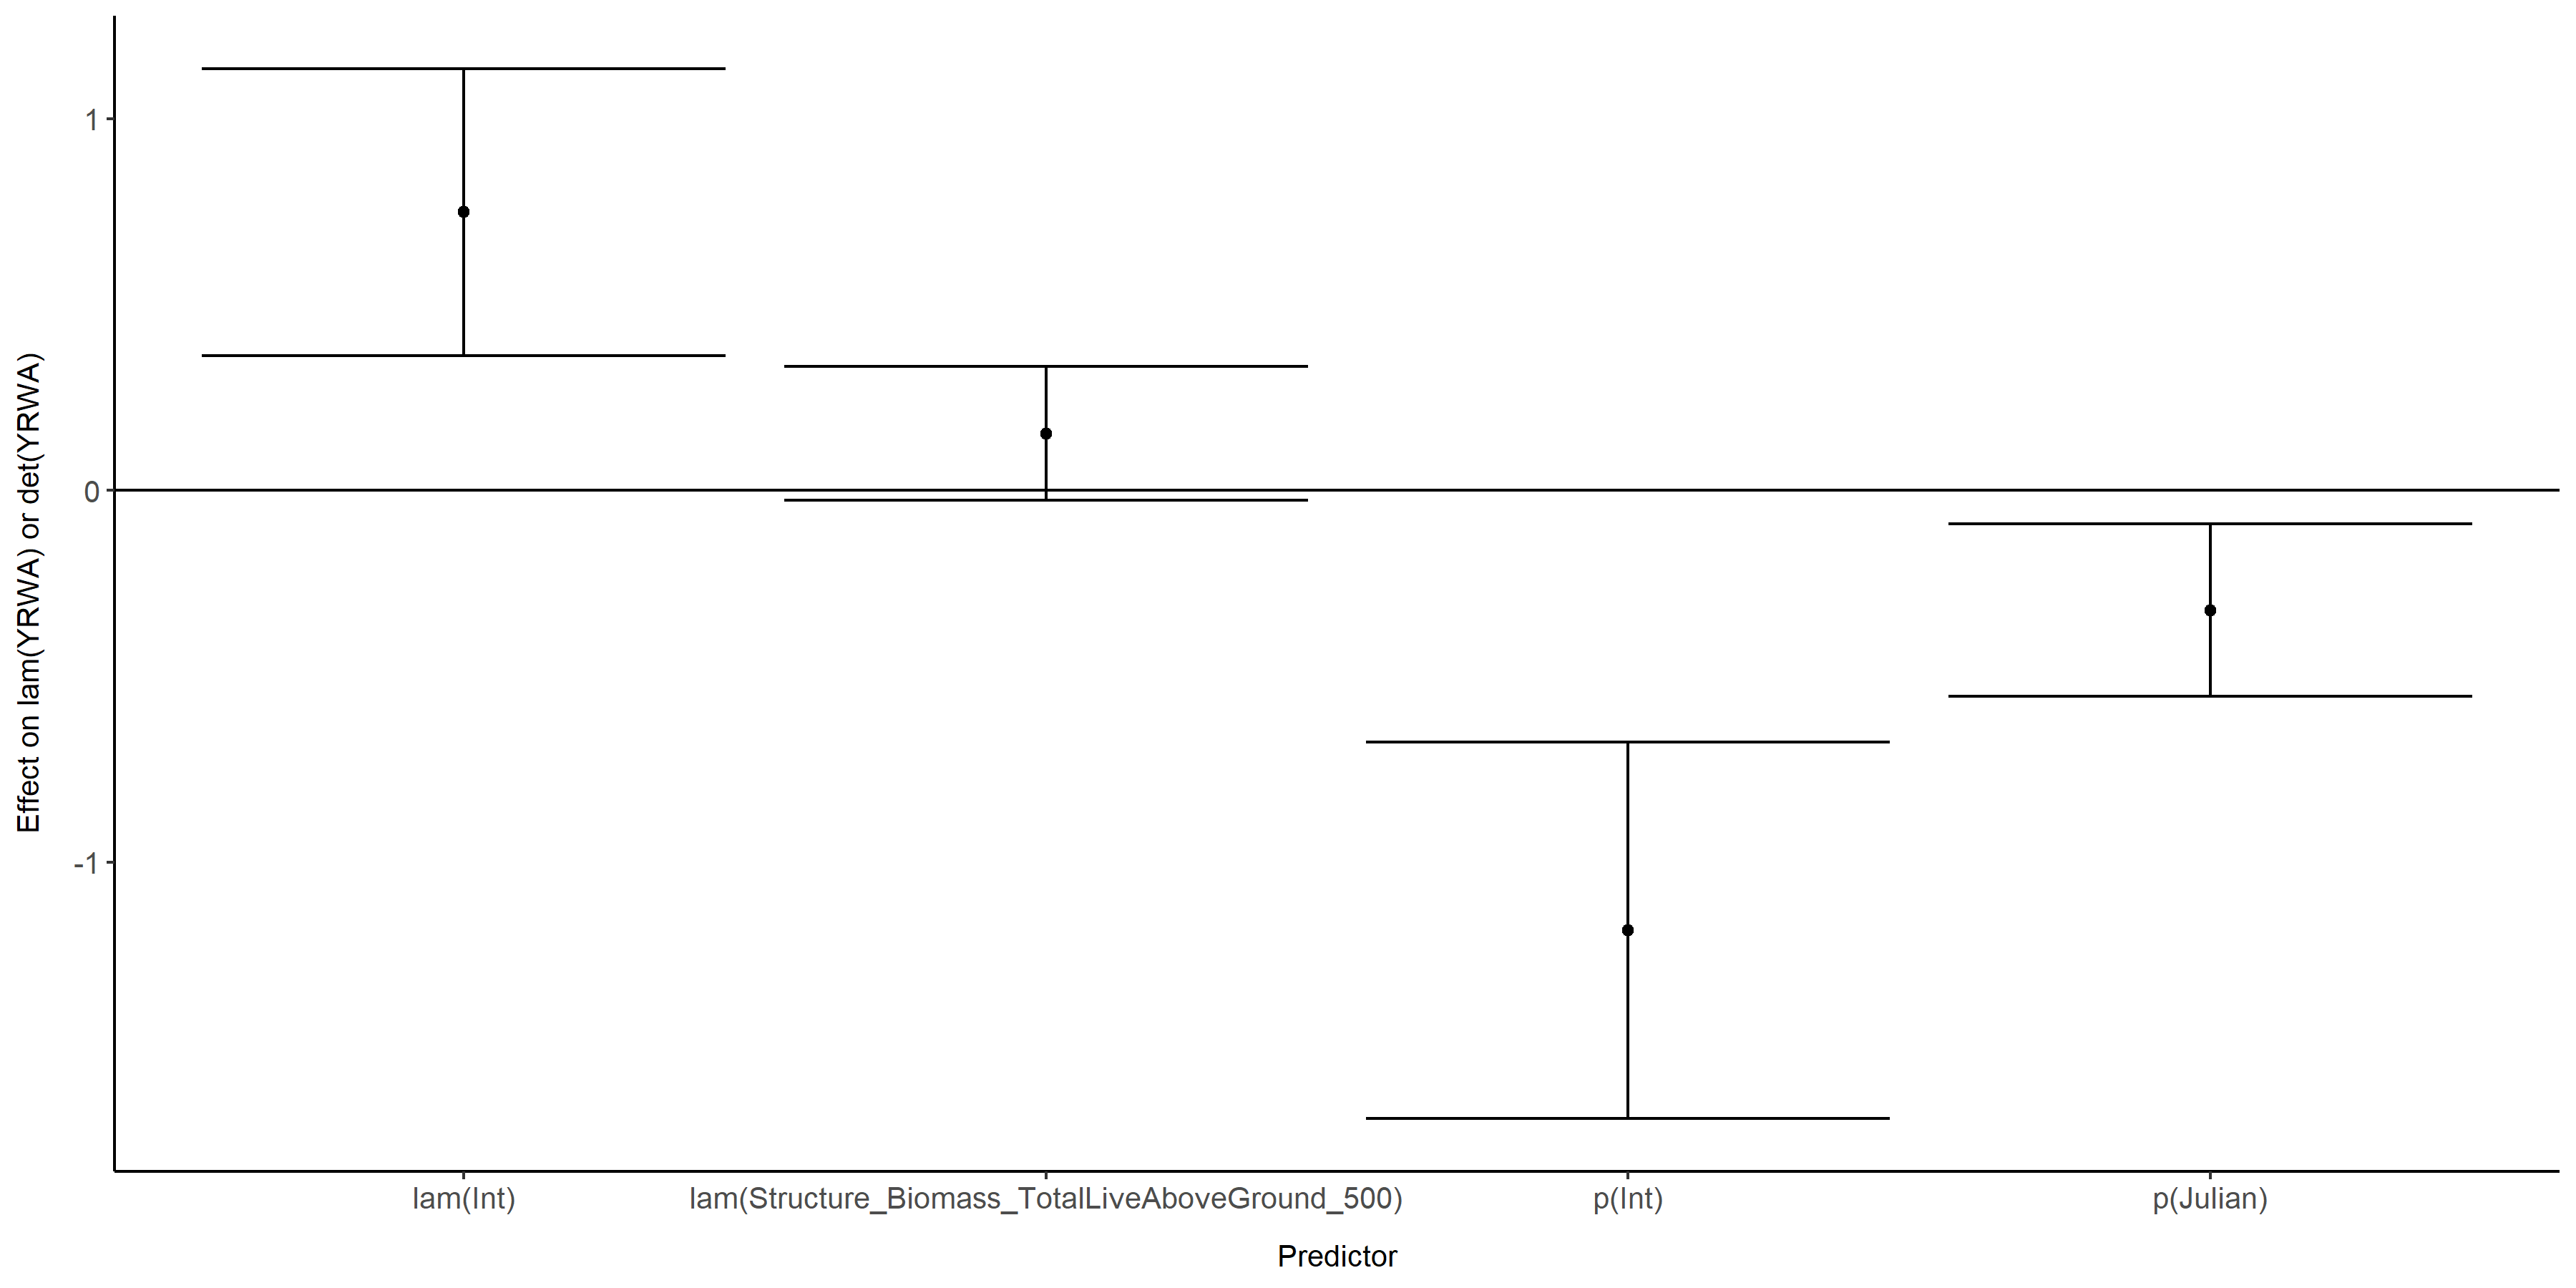 Effect on lam(YRWA) or det(YRWA)
1
0
-1
lam(Int)
lam(Structure_Biomass_TotalLiveAboveGround_500)
p(Int)
p(Julian)
Predictor